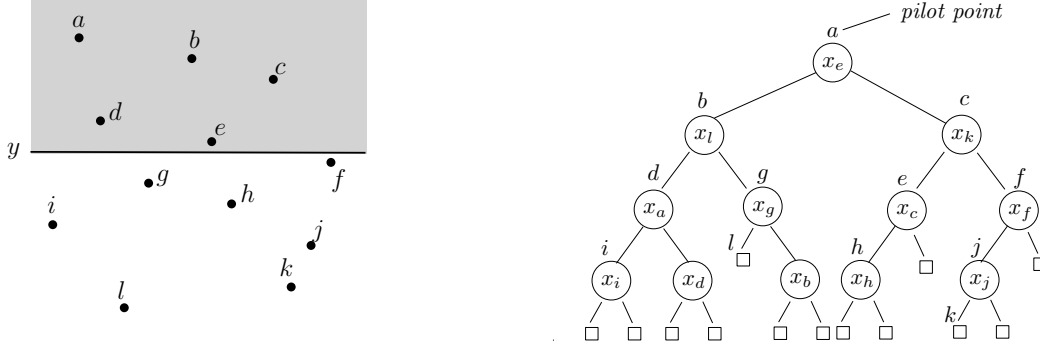 a
b
c
d
e
y
f
g
h
i
j
k
l
pilot point
a
x_e
b
c
x_l
x_k
d
g
e
f
x_a
x_g
x_c
x_f
i
l
h
j
x_i
x_d
x_b
x_h
x_j
k